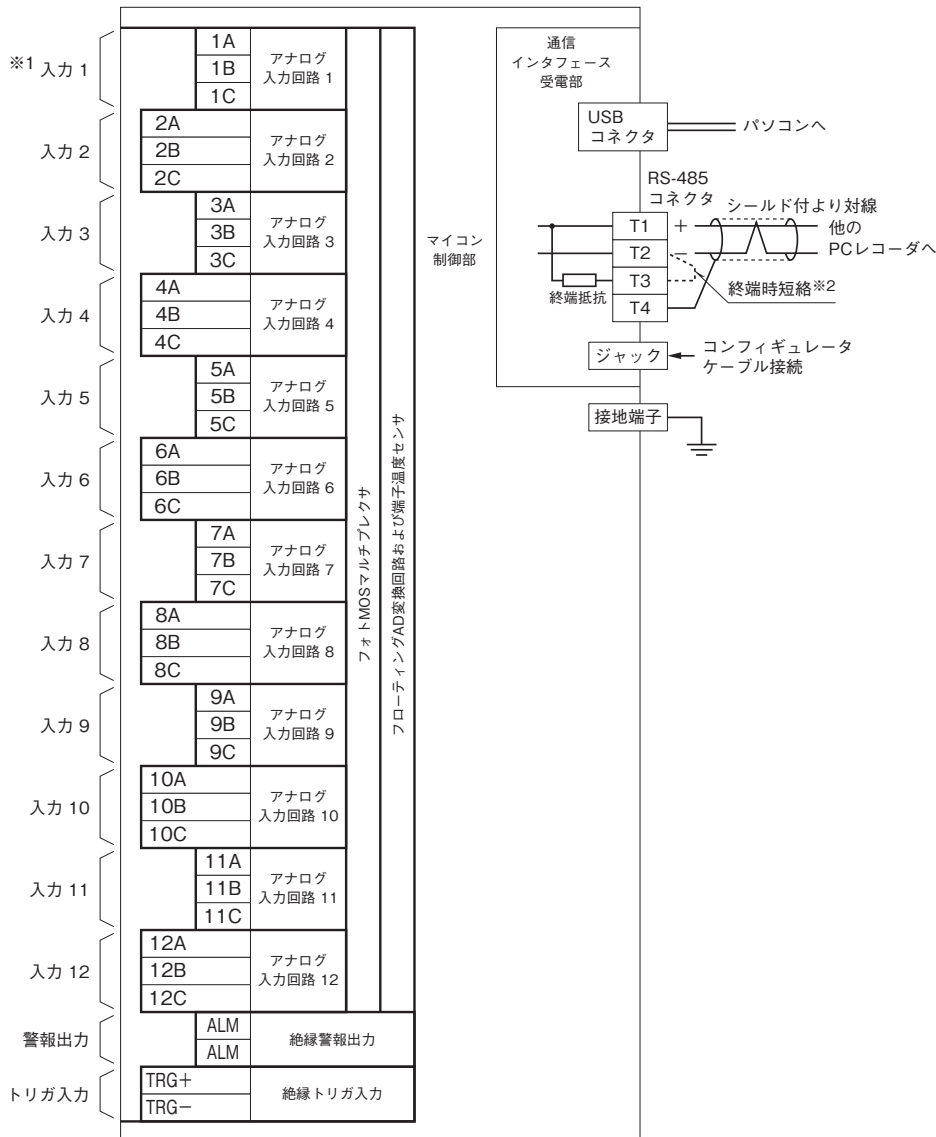 ※1 入力 1
1A
1B
1C
アナログ
入力回路 1
入力 2
2A
2B
2C
アナログ
入力回路 2
入力 3
3A
3B
3C
アナログ
入力回路 3
入力 4
4A
4B
4C
アナログ
入力回路 4
入力 5
5A
5B
5C
アナログ
入力回路 5
入力 6
6A
6B
6C
アナログ
入力回路 6
入力 7
7A
7B
7C
アナログ
入力回路 7
入力 8
8A
8B
8C
アナログ
入力回路 8
入力 9
9A
9B
9C
アナログ
入力回路 9
入力 10
10A
10B
10C
アナログ
入力回路 10
入力 11
11A
11B
11C
アナログ
入力回路 11
入力 12
12A
12B
12C
アナログ
入力回路 12
警報出力
ALM
ALM
絶縁警報出力
トリガ入力
TRG+
TRG−
絶縁トリガ入力
フォトMOSマルチプレクサ
フローティングAD変換回路および端子温度センサ
マイコン
制御部
通信
インタフェース
受電部
USB
コネクタ
パソコンへ
RS-485
コネクタ
T1
T2
T3
T4
+
−
シールド付より対線
他の
PCレコーダへ
終端抵抗
終端時短絡※2
ジャック
コンフィギュレータ
ケーブル接続
接地端子